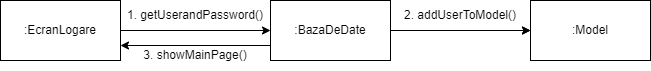 1. getUserandPassword()
2. addUserToModel()
:EcranLogare
:BazaDeDate
:Model
3. showMainPage()